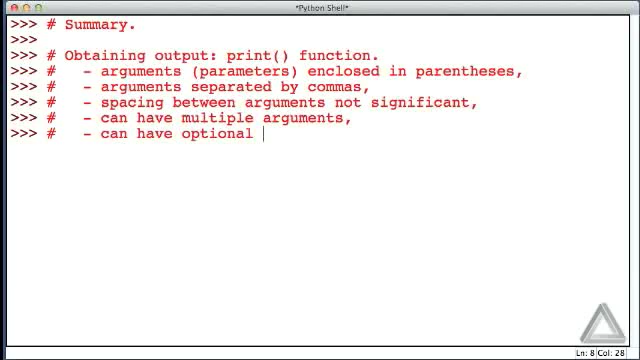 *Python Shell*
>>> # Summary.
>>>
>>> # Obtaining output: print() function.
>>> #   - arguments (parameters) enclosed in parentheses,
>>> #   - arguments separated by commas,
>>> #   - spacing between arguments not significant,
>>> #   - can have multiple arguments,
>>> #   - can have optional
Ln: 8 Col: 28